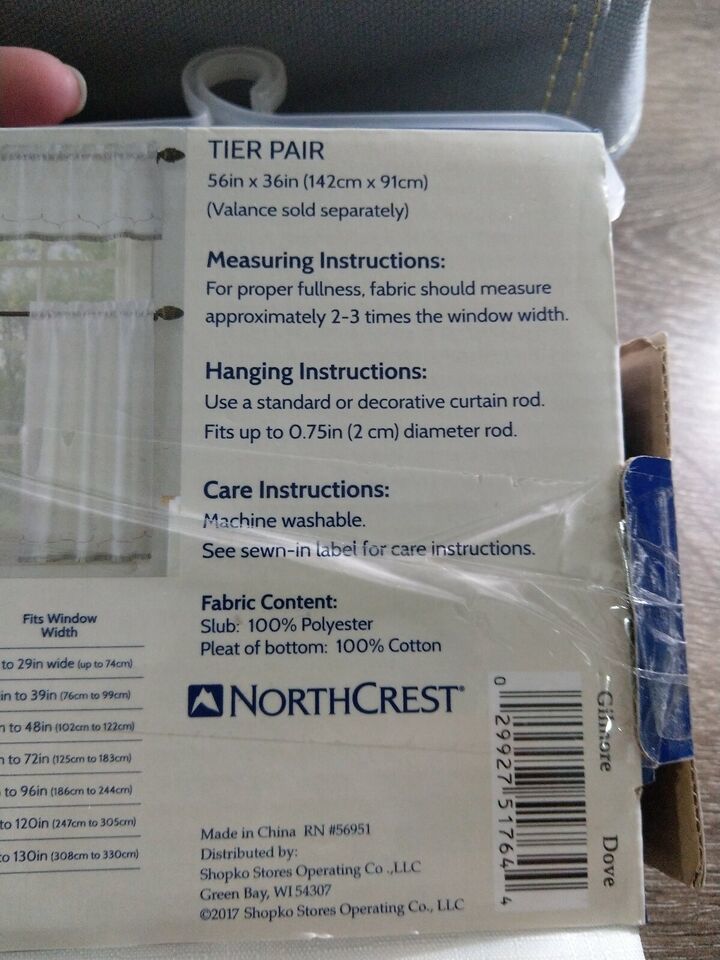 TIER PAIR
56in x 36in (142cm x 91cm)
(Valance sold separately)
Measuring Instructions:
For proper fullness, fabric should measure
approximately 2-3 times the window width.
Hanging Instructions:
Use a standard or decorative curtain rod.
Fits up to 0.75in (2 cm) diameter rod.
Care Instructions:
Machine washable.
See sewn-in label for care instructions.
Fabric Content:
Slub: 100% Polyester
Pleat of bottom: 100% Cotton
NORTHCREST®
Made in China RN #56951
Distributed by:
Shopko Stores Operating Co .,LLC
Green Bay, WI 54307
©2017 Shopko Stores Operating Co., LLC
Fits Window
Width
to 29in wide (up to 74cm)
in to 39in (76cm to 99cm)
to 48in (102cm to 122cm)
to 72in (125cm to 183cm)
to 96in (186cm to 244cm)
to 120in (247cm to 305cm)
to 130in (308cm to 330cm)
0 29927 51764 4
Gilmore Dove